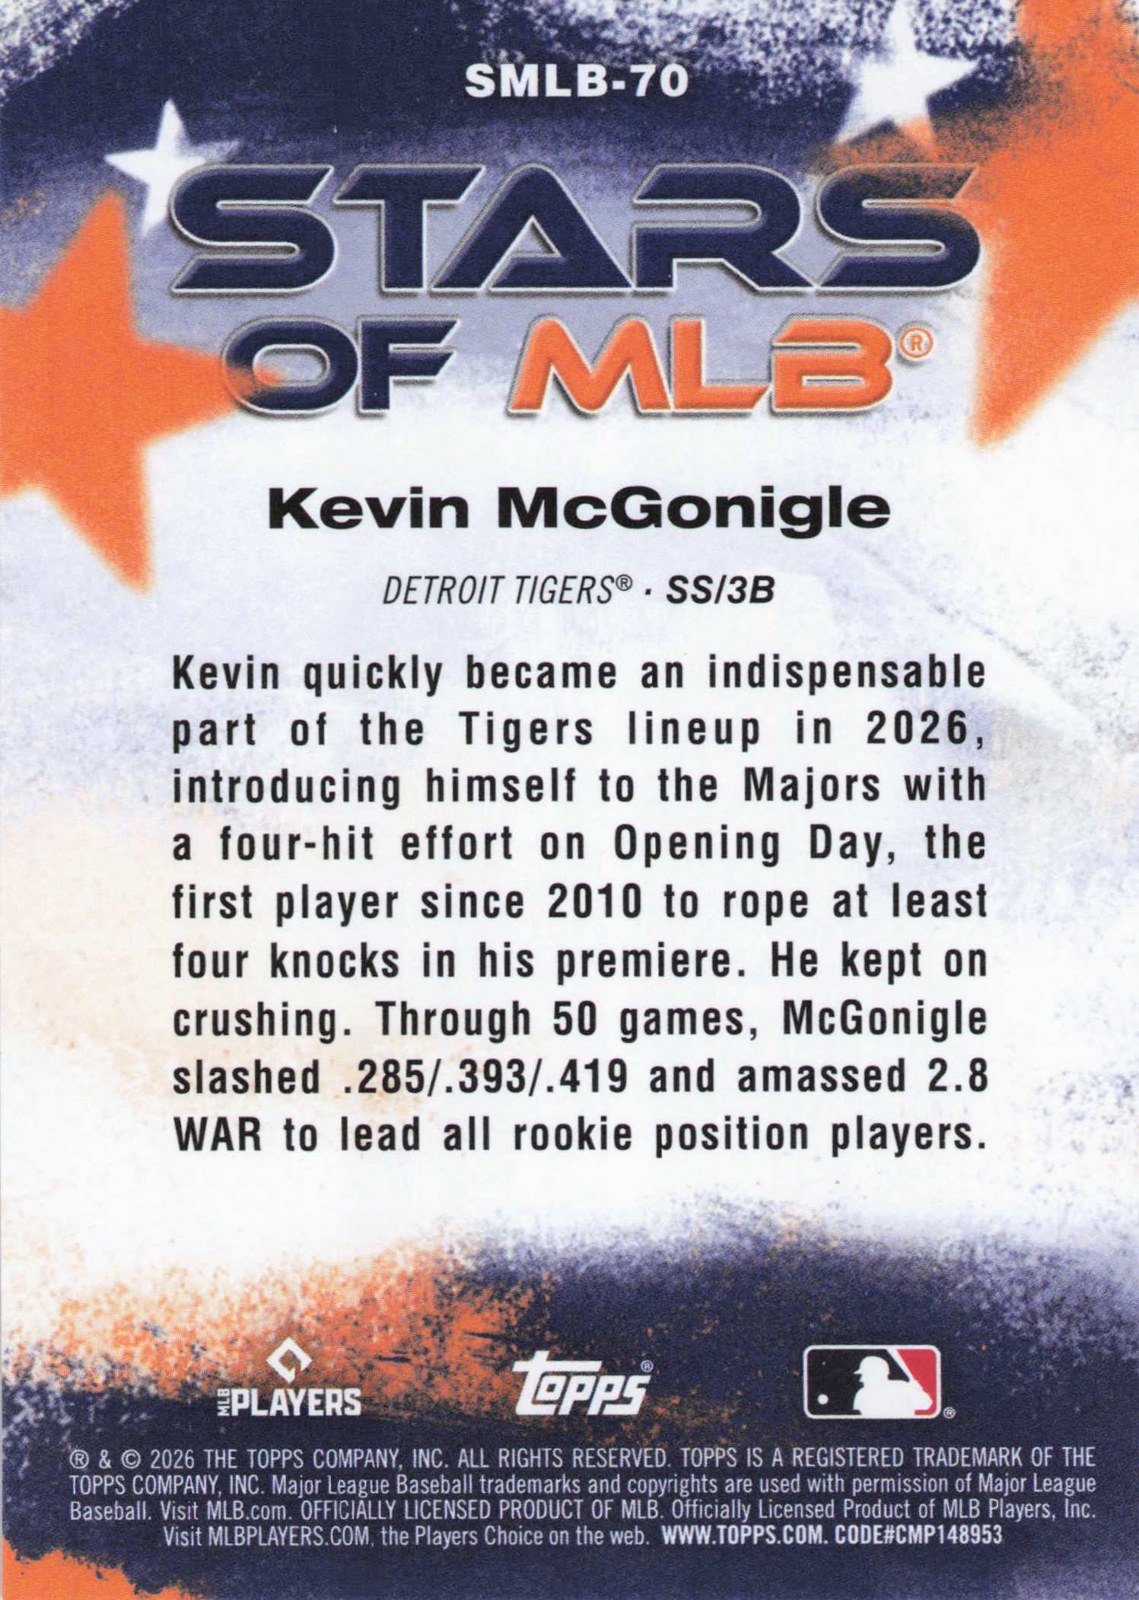 SMLB-70
STARS
OF MLB®
Kevin McGonigle
DETROIT TIGERS® · SS/3B
Kevin quickly became an indispensable
part of the Tigers lineup in 2026,
introducing himself to the Majors with
a four-hit effort on Opening Day, the
first player since 2010 to rope at least
four knocks in his premiere. He kept on
crushing. Through 50 games, McGonigle
slashed .285/.393/.419 and amassed 2.8
WAR to lead all rookie position players.
MLB PLAYERS
topps®
®
® & © 2026 THE TOPPS COMPANY, INC. ALL RIGHTS RESERVED. TOPPS IS A REGISTERED TRADEMARK OF THE
TOPPS COMPANY, INC. Major League Baseball trademarks and copyrights are used with permission of Major League
Baseball. Visit MLB.com. OFFICIALLY LICENSED PRODUCT OF MLB. Officially Licensed Product of MLB Players, Inc.
Visit MLBPLAYERS.COM, the Players Choice on the web. WWW.TOPPS.COM. CODE#CMP148953